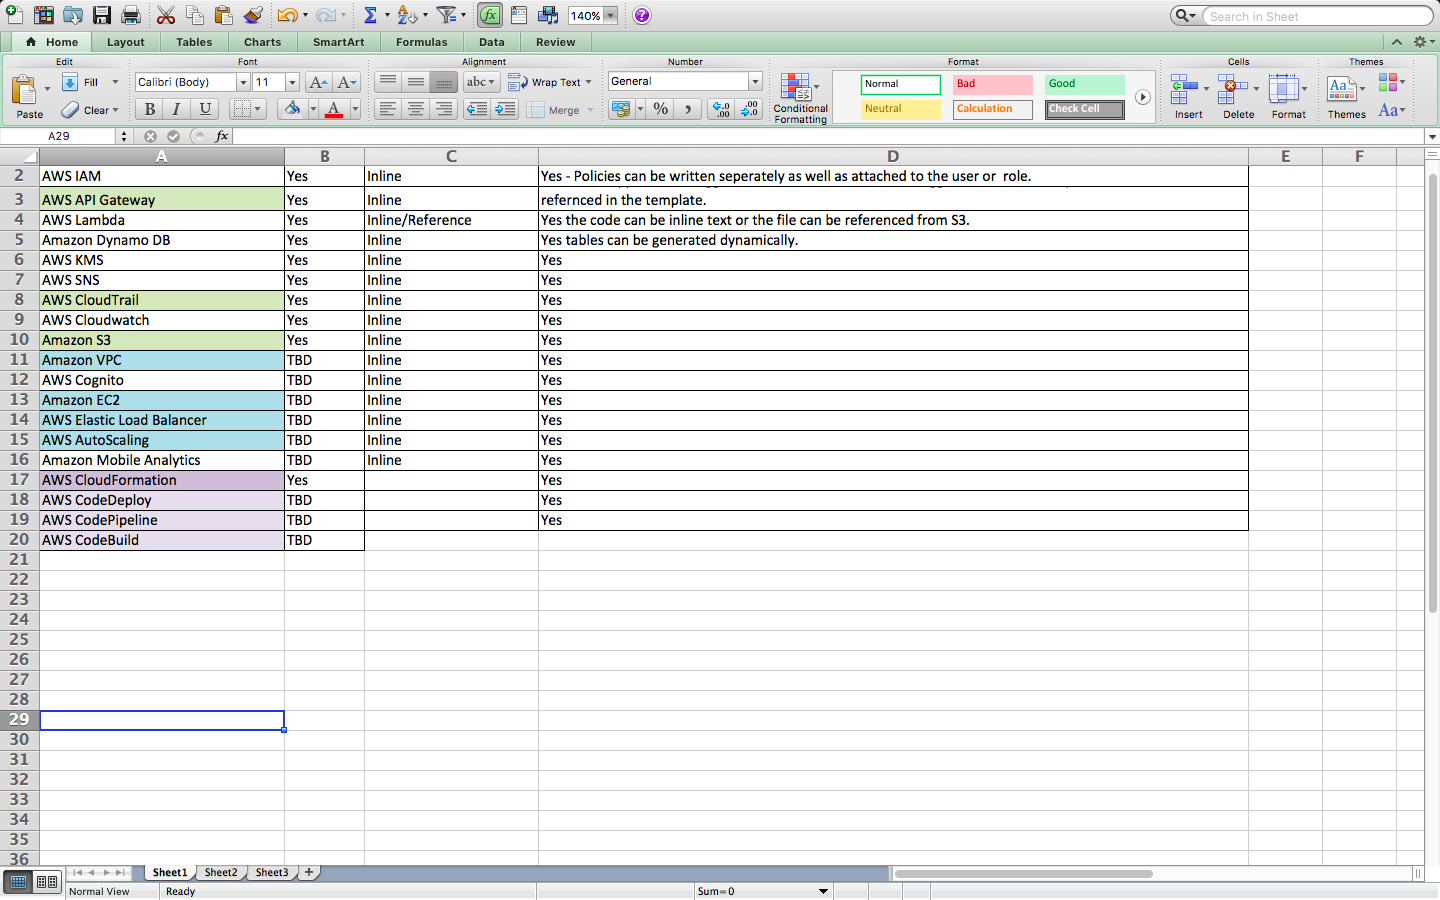 140%
Search in Sheet
Home Layout Tables Charts SmartArt Formulas Data Review
Edit Font Alignment Number Format Cells Themes
Fill Calibri (Body) 11 A A abc Wrap Text General Normal Bad Good
Paste Clear B I U A Merge % Conditional Formatting Neutral Calculation Check Cell Insert Delete Format Themes Aa
A29 fx
A B C D E F
2 AWS IAM Yes Inline Yes - Policies can be written seperately as well as attached to the user or role.
3 AWS API Gateway Yes Inline refernced in the template.
4 AWS Lambda Yes Inline/Reference Yes the code can be inline text or the file can be referenced from S3.
5 Amazon Dynamo DB Yes Inline Yes tables can be generated dynamically.
6 AWS KMS Yes Inline Yes
7 AWS SNS Yes Inline Yes
8 AWS CloudTrail Yes Inline Yes
9 AWS Cloudwatch Yes Inline Yes
10 Amazon S3 Yes Inline Yes
11 Amazon VPC TBD Inline Yes
12 AWS Cognito TBD Inline Yes
13 Amazon EC2 TBD Inline Yes
14 AWS Elastic Load Balancer TBD Inline Yes
15 AWS AutoScaling TBD Inline Yes
16 Amazon Mobile Analytics TBD Inline Yes
17 AWS CloudFormation Yes Yes
18 AWS CodeDeploy TBD Yes
19 AWS CodePipeline TBD Yes
20 AWS CodeBuild TBD
21
22
23
24
25
26
27
28
29
30
31
32
33
34
35
36
Sheet1 Sheet2 Sheet3 +
Normal View Ready Sum=0